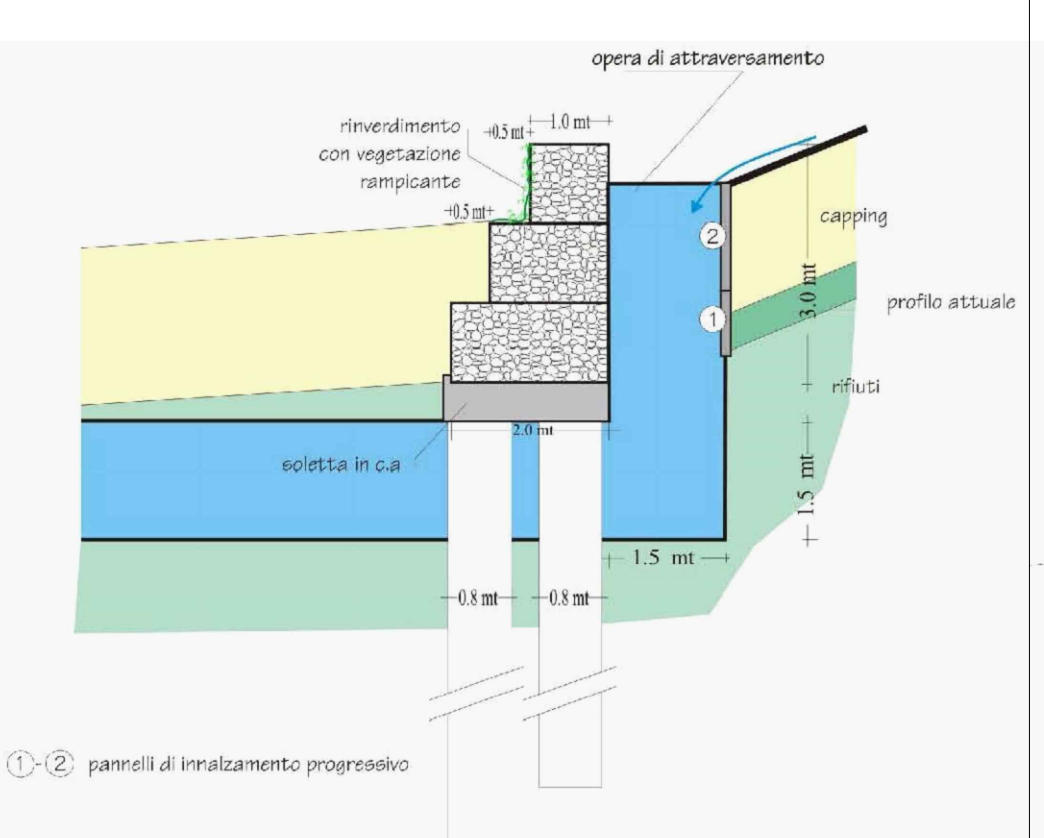 opera di attraversamento
1.0 mt
+0.5 mt+
rinverdimento
con vegetazione
rampicante
+0.5 mt+
capping
2
3.0 mt
profilo attuale
1
rifiuti
2.0 mt
soletta in c.a
1.5 mt
1.5 mt
0.8 mt
0.8 mt
1-2 pannelli di innalzamento progressivo